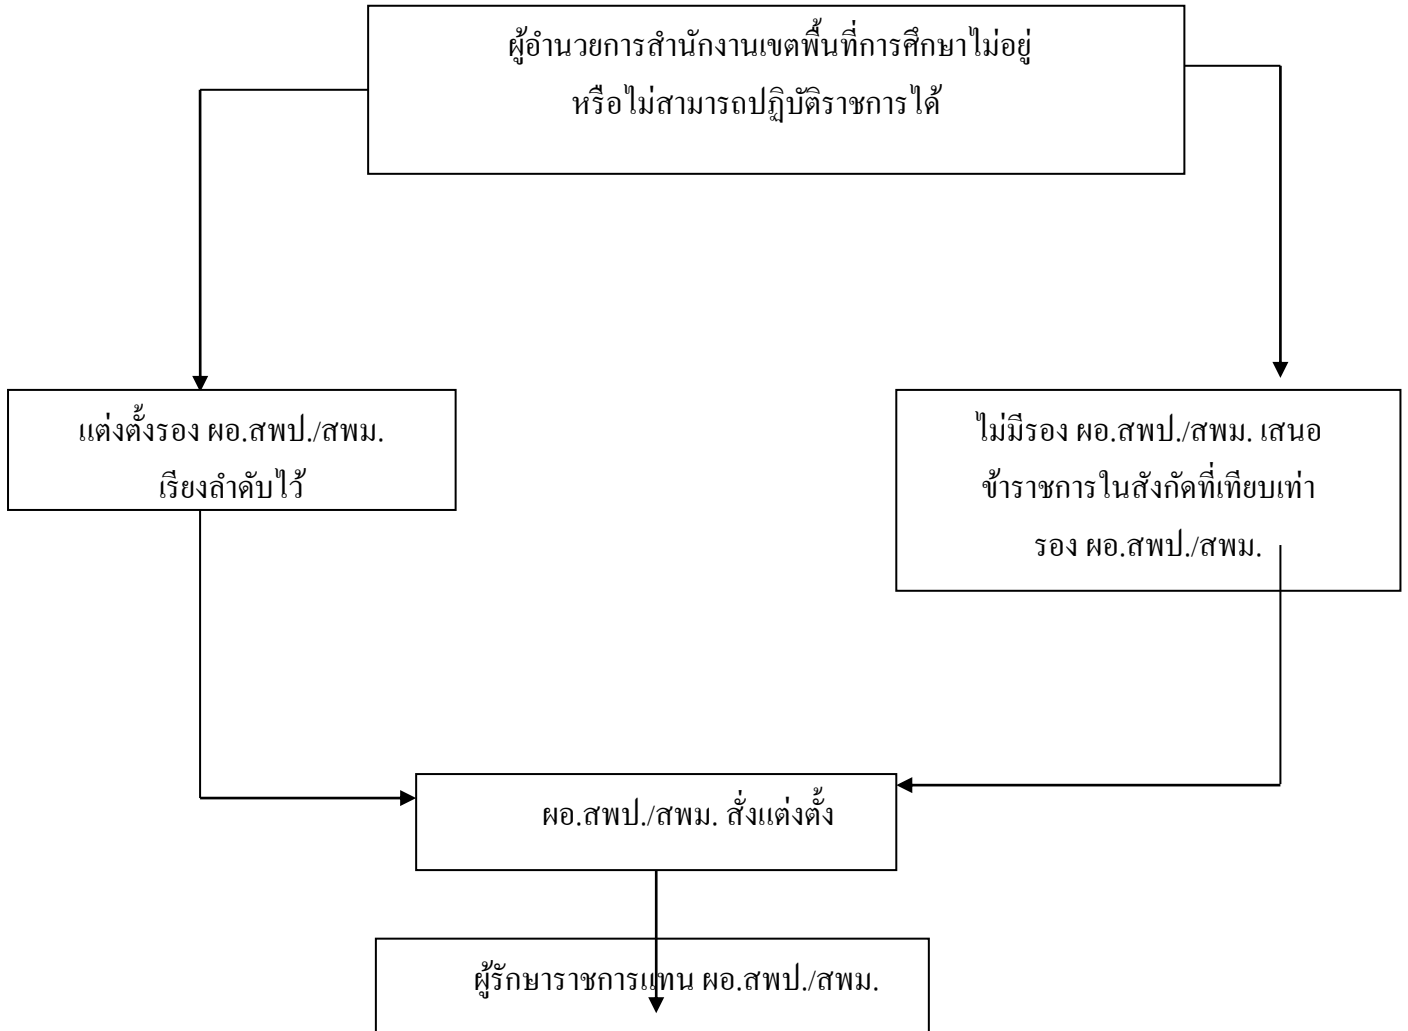 ผู้อำนวยการสำนักงานเขตพื้นที่การศึกษาไม่อยู่
หรือไม่สามารถปฏิบัติราชการได้
แต่งตั้งรอง ผอ.สพป./สพม.
เรียงลำดับไว้
ไม่มีรอง ผอ.สพป./สพม. เสนอ
ข้าราชการในสังกัดที่เทียบเท่า
รอง ผอ.สพป./สพม.
ผอ.สพป./สพม. สั่งแต่งตั้ง
ผู้รักษาราชการแทน ผอ.สพป./สพม.